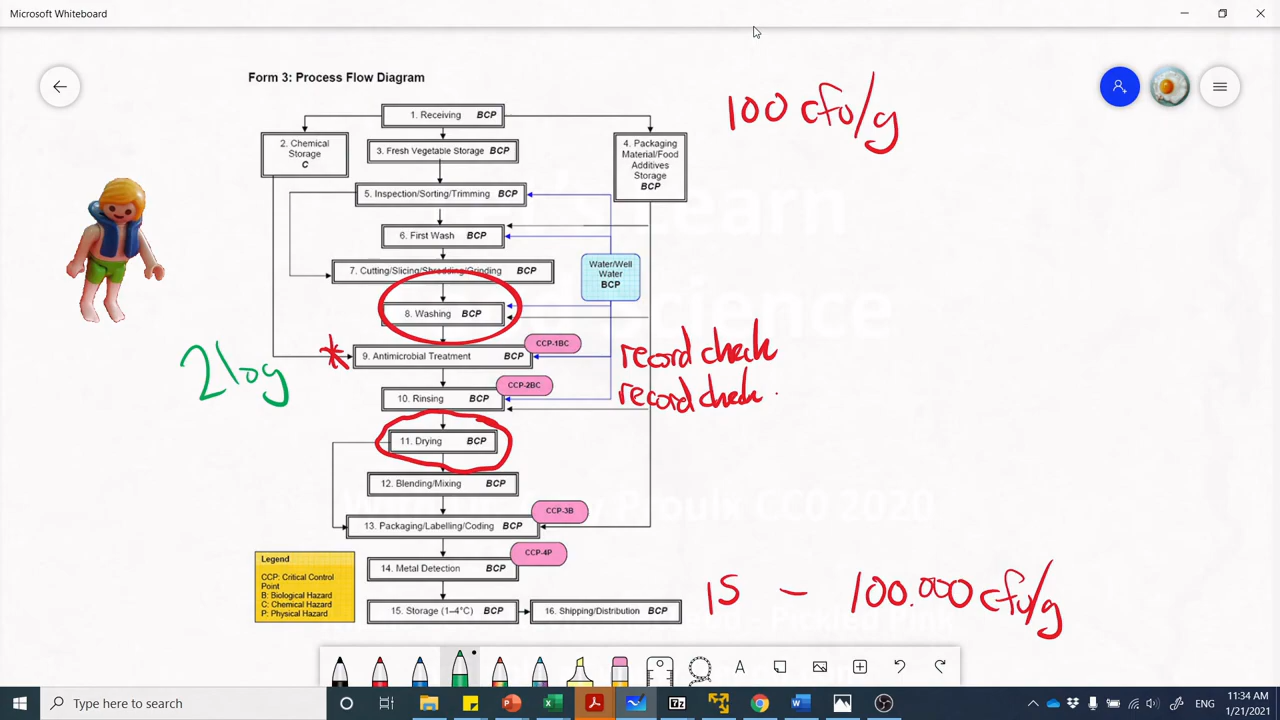 Microsoft Whiteboard
Form 3: Process Flow Diagram
100 cfu/g
1. Receiving BCP
2. Chemical
Storage
C
3. Fresh Vegetable Storage BCP
4. Packaging
Material/Food
Additives
Storage
BCP
5. Inspection/Sorting/Trimming BCP
6. First Wash BCP
7. Cutting/Slicing/Shredding/Grinding BCP
Water/Well
Water
BCP
8. Washing BCP
CCP-1BC
9. Antimicrobial Treatment BCP
record check
2log
CCP-2BC
10. Rinsing BCP
record check
11. Drying BCP
12. Blending/Mixing BCP
CCP-3B
13. Packaging/Labelling/Coding BCP
CCP-4P
14. Metal Detection BCP
Legend
CCP: Critical Control
Point
B: Biological Hazard
C: Chemical Hazard
P: Physical Hazard
15. Storage (1–4°C) BCP
16. Shipping/Distribution BCP
15 - 100.000 cfu/g
Type here to search
ENG
11:34 AM
1/21/2021